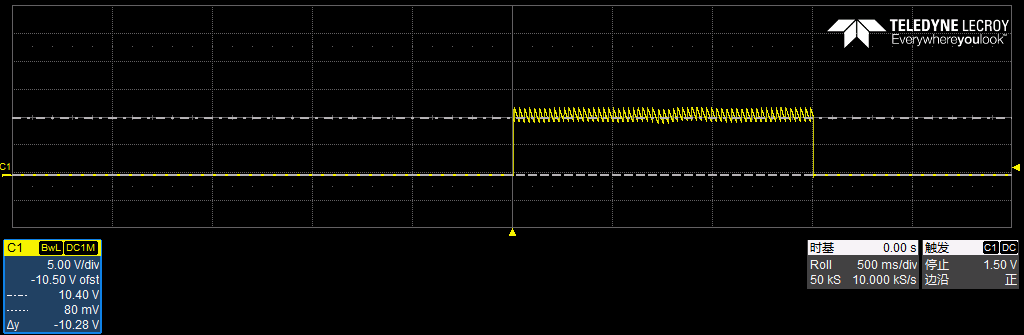 TELEDYNE LECROY
Everywhereyoulook™
C1
C1 BwL DC1M
5.00 V/div
-10.50 V ofst
10.40 V
80 mV
Δy -10.28 V
时基 0.00 s
Roll 500 ms/div
50 kS 10.000 kS/s
触发 C1 DC
停止 1.50 V
边沿 正